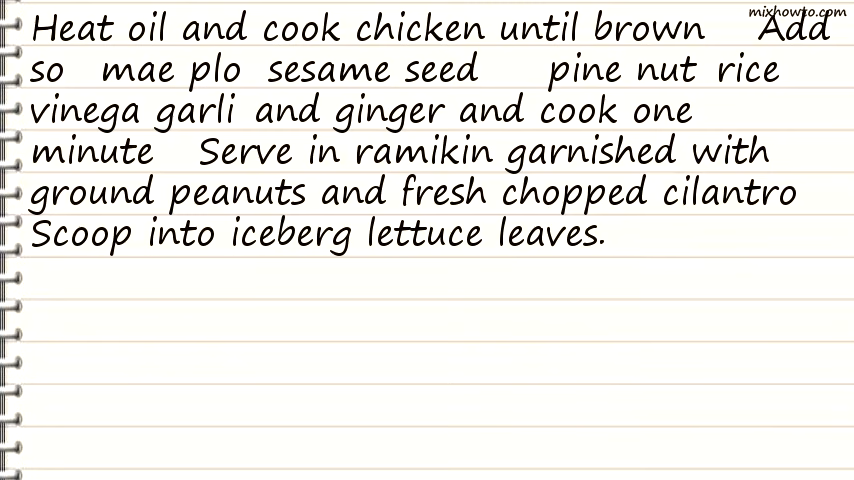 mixhowto.com
Heat oil and cook chicken until brown Add
so mae plo sesame seed pine nut rice
vinega garli and ginger and cook one
minute Serve in ramikin garnished with
ground peanuts and fresh chopped cilantro
Scoop into iceberg lettuce leaves.